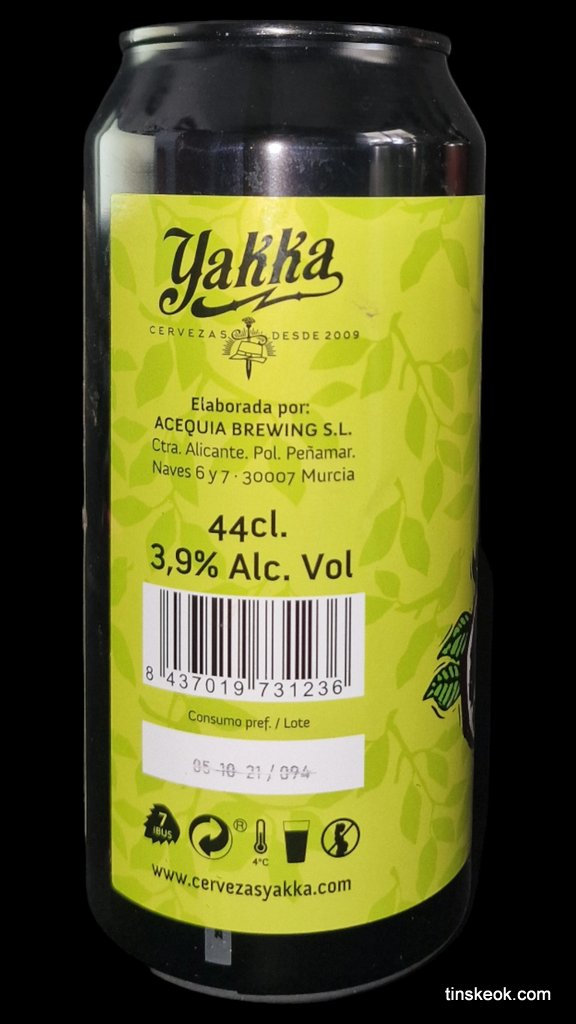 Yakka
CERVEZAS DESDE 2009
Elaborada por:
ACEQUIA BREWING S.L.
Ctra. Alicante. Pol. Peñamar.
Naves 6 y 7 · 30007 Murcia
44cl.
3,9% Alc. Vol
8 437019 731236
Consumo pref. / Lote
05 10 21 / 094
7
IBUS
®
4°C
www.cervezasyakka.com
tinskeok.com